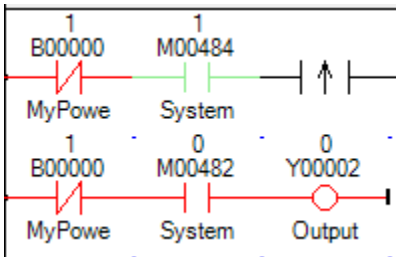 1 1
B00000 M00484
MyPowe System
1 0 0
B00000 M00482 Y00002
MyPowe System Output